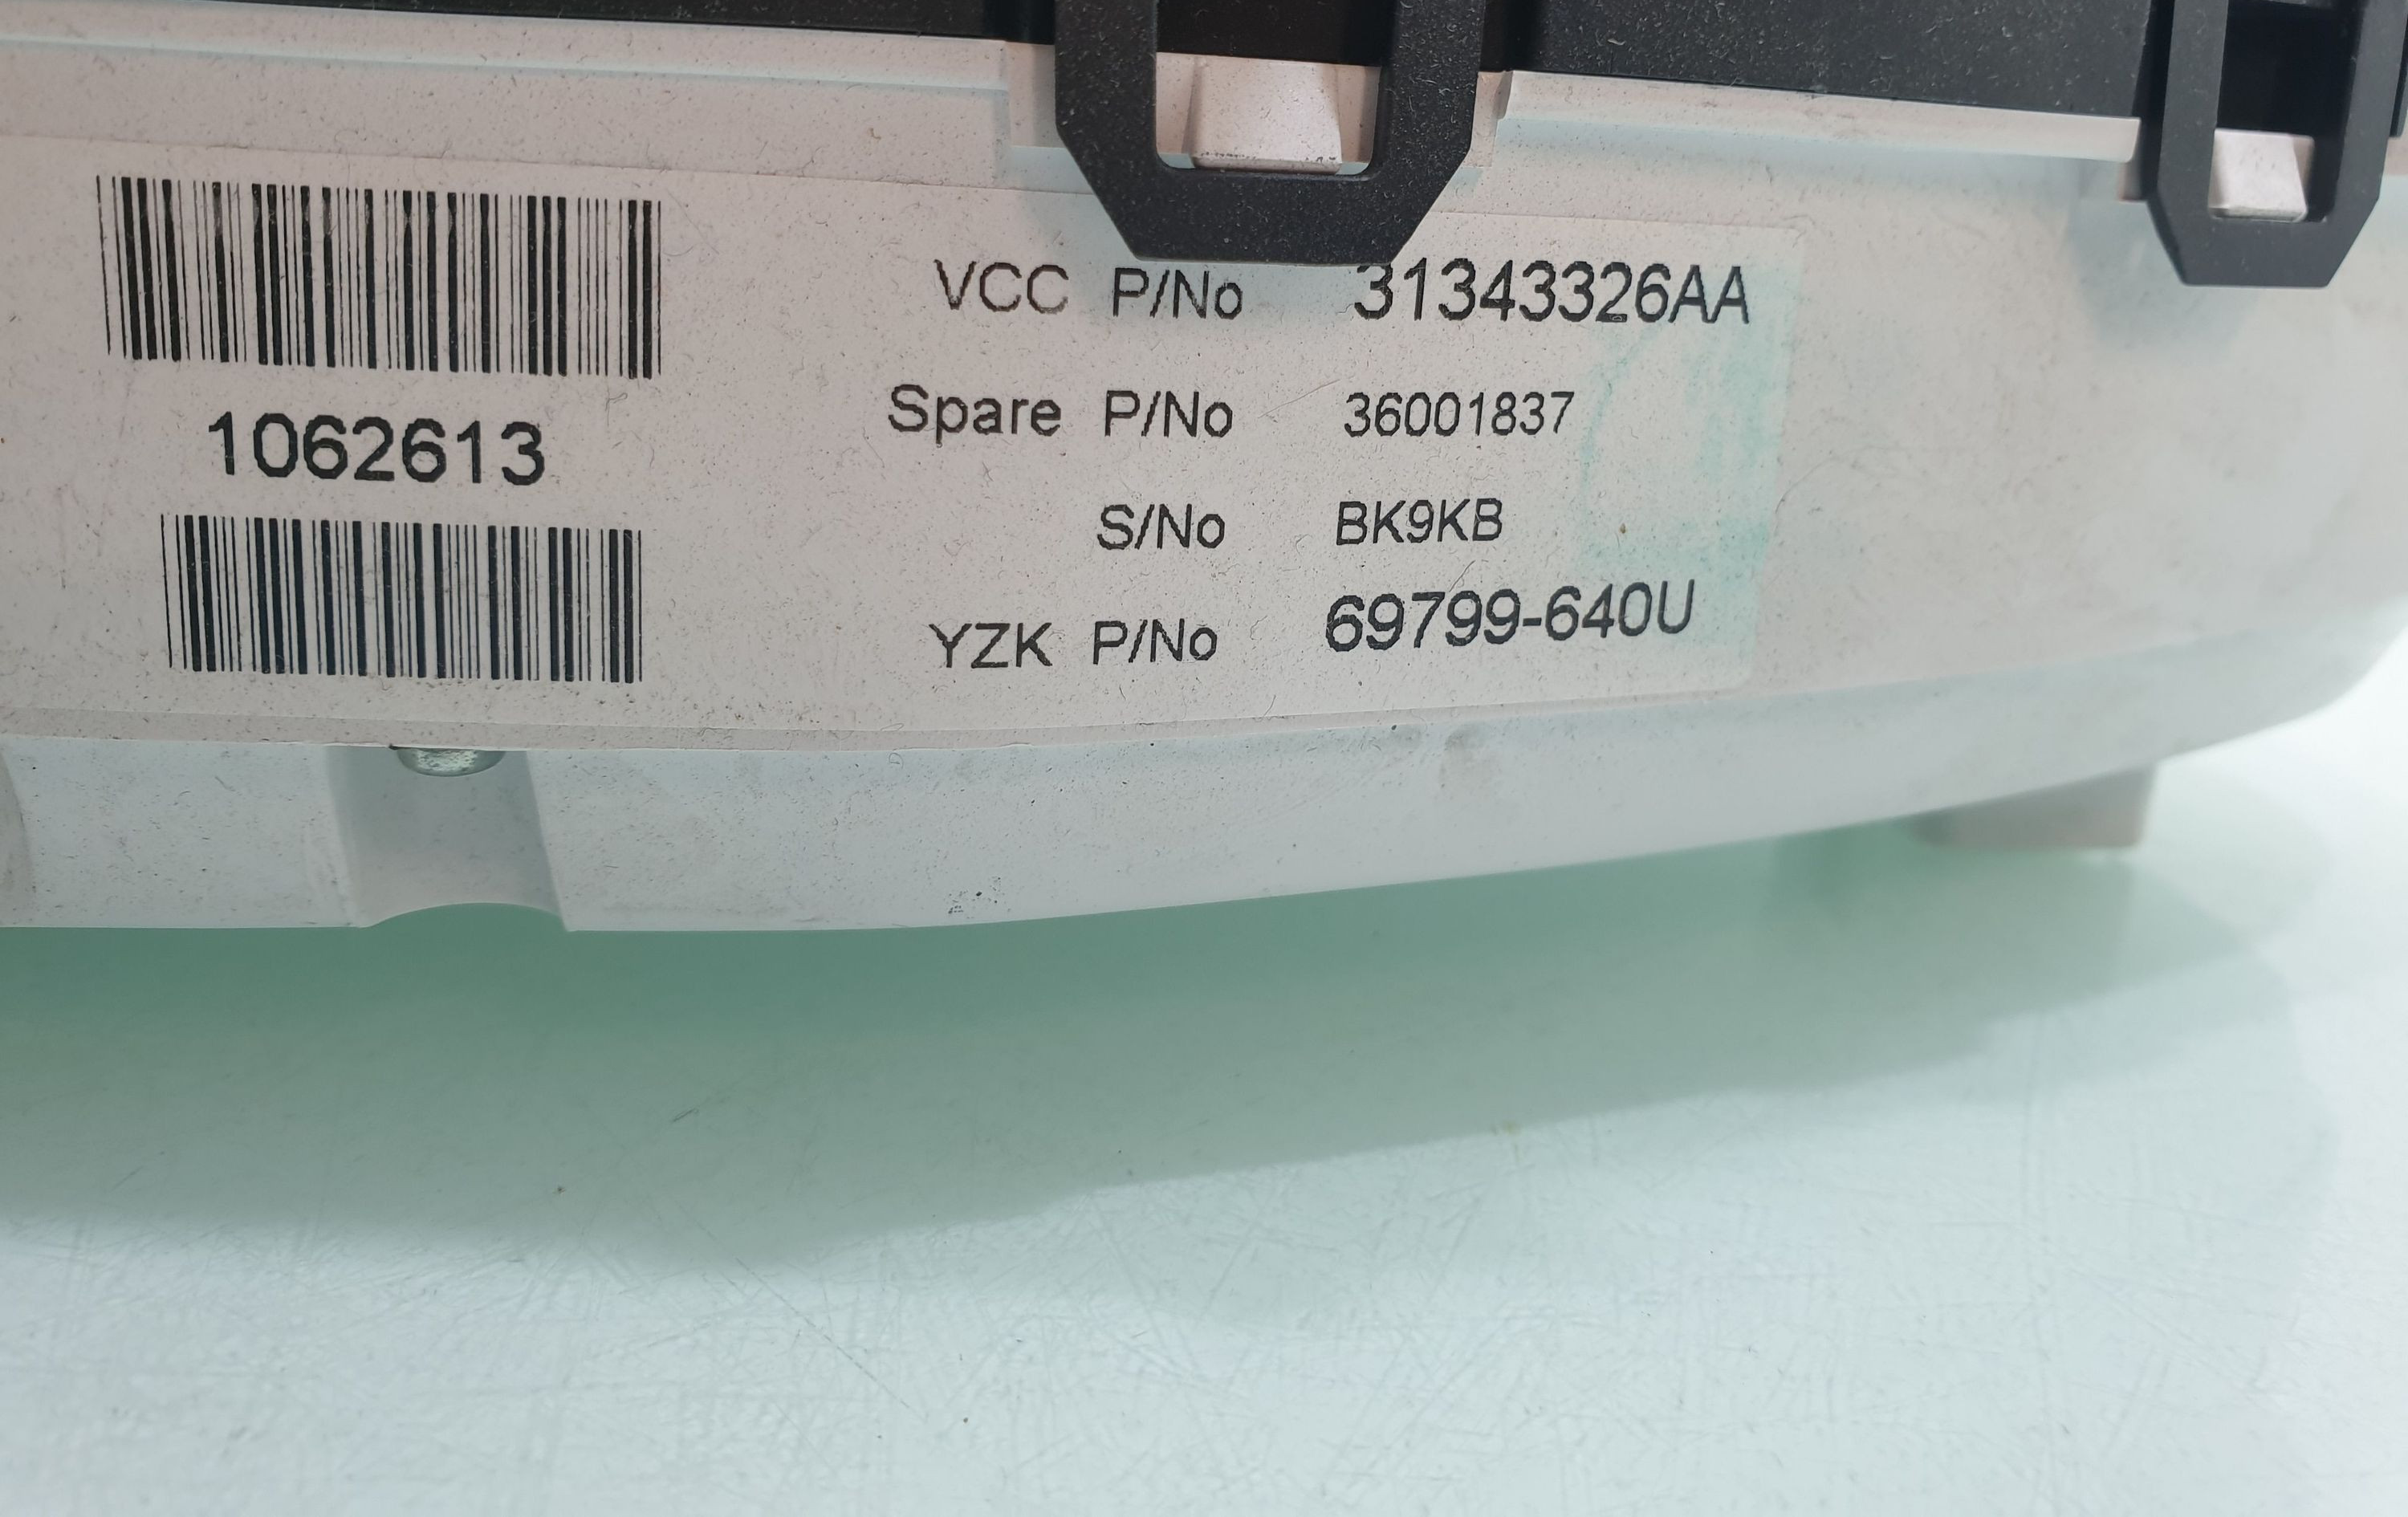 1062613
VCC P/No 31343326AA
Spare P/No 36001837
S/No BK9KB
YZK P/No 69799-640U